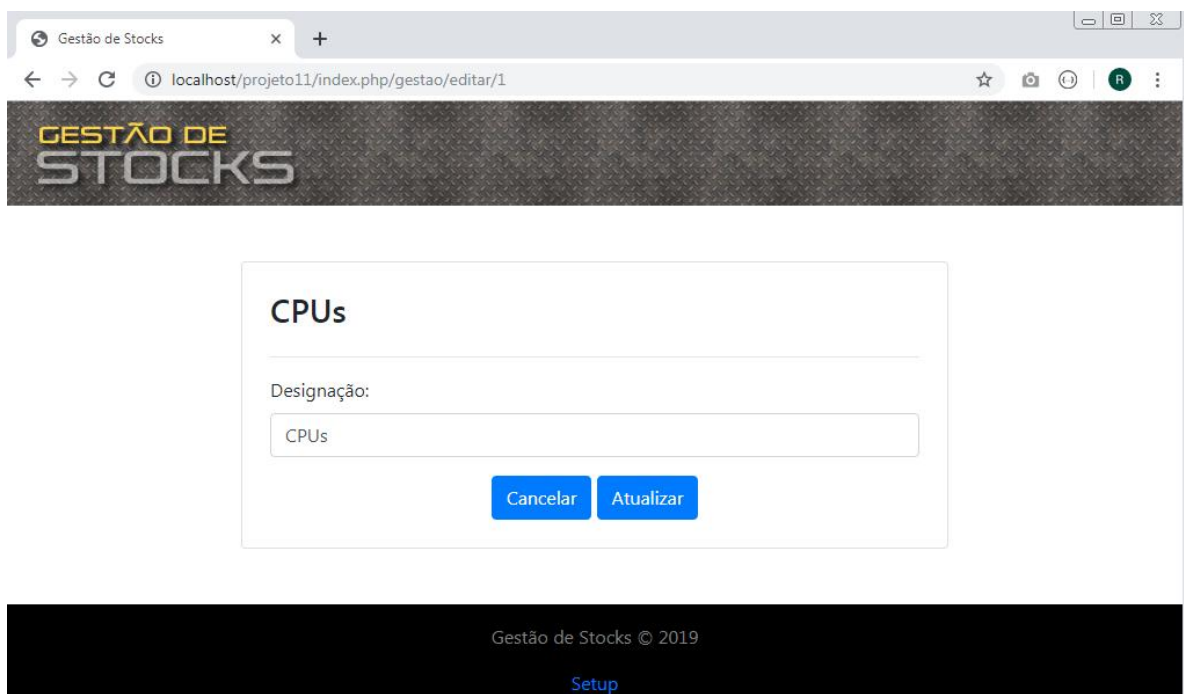 Gestão de Stocks
localhost/projeto11/index.php/gestao/editar/1
R
GESTÃO DE
STOCKS
CPUs
Designação:
CPUs
Cancelar Atualizar
Gestão de Stocks © 2019
Setup